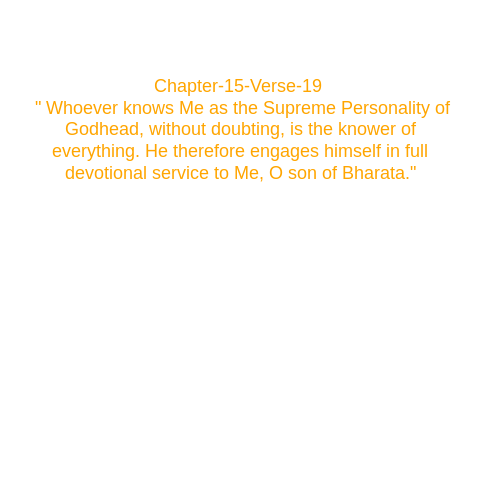 Chapter-15-Verse-19
" Whoever knows Me as the Supreme Personality of
Godhead, without doubting, is the knower of
everything. He therefore engages himself in full
devotional service to Me, O son of Bharata."